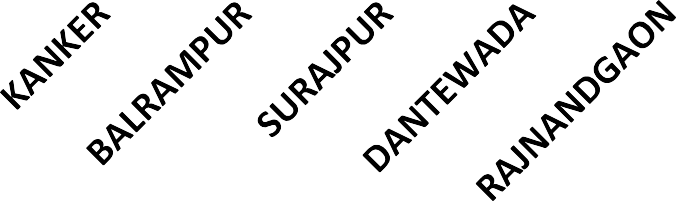 KANKER
BALRAMPUR
SURAJPUR
DANTEWADA
RAJNANDGAON